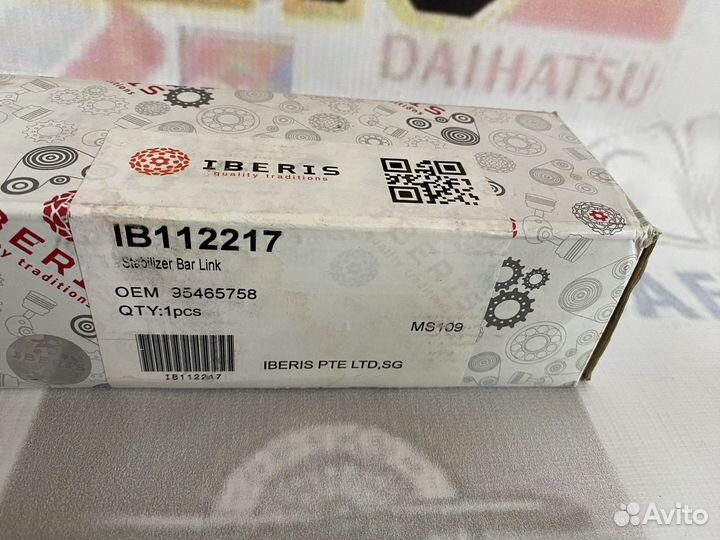 DAIHATSU
IBERIS
quality traditions
IB112217
Stabilizer Bar Link
OEM 95465758
QTY:1pcs
MS109
IB112217
IBERIS PTE LTD,SG
Avito